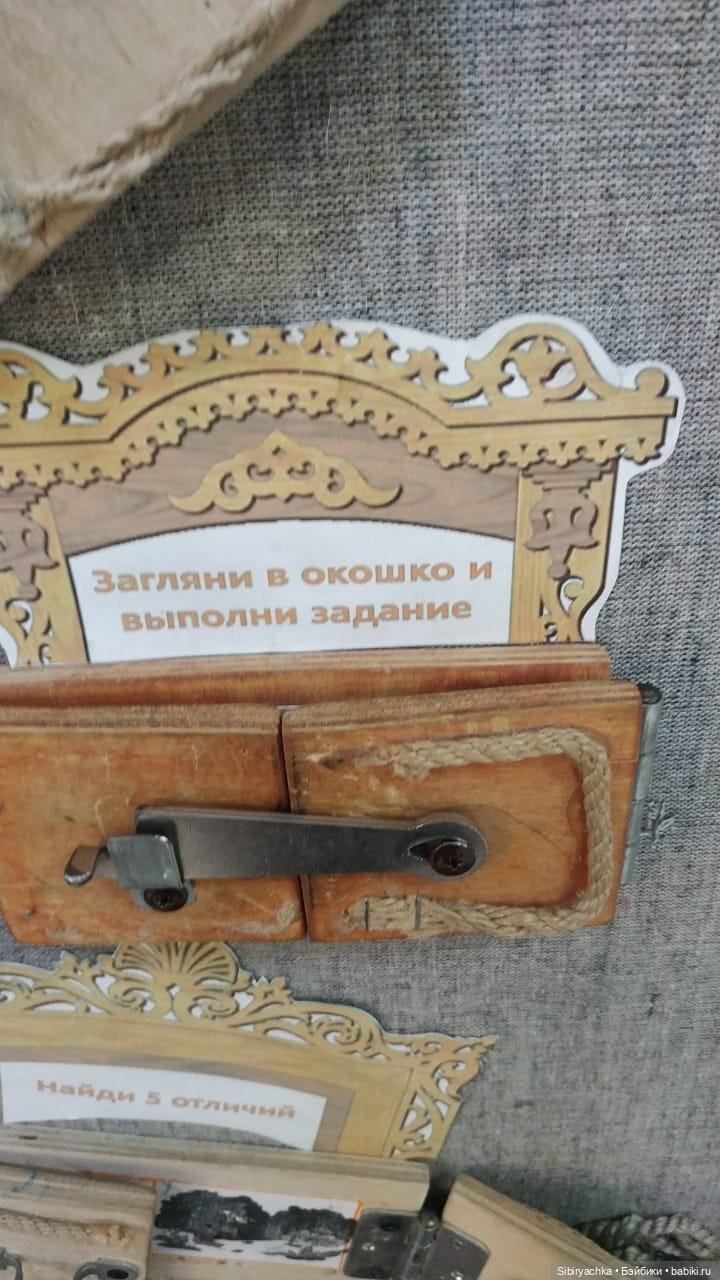 Загляни в окошко и
выполни задание
Найди 5 отличий
Sibiryachka • Бэйбики • babiki.ru